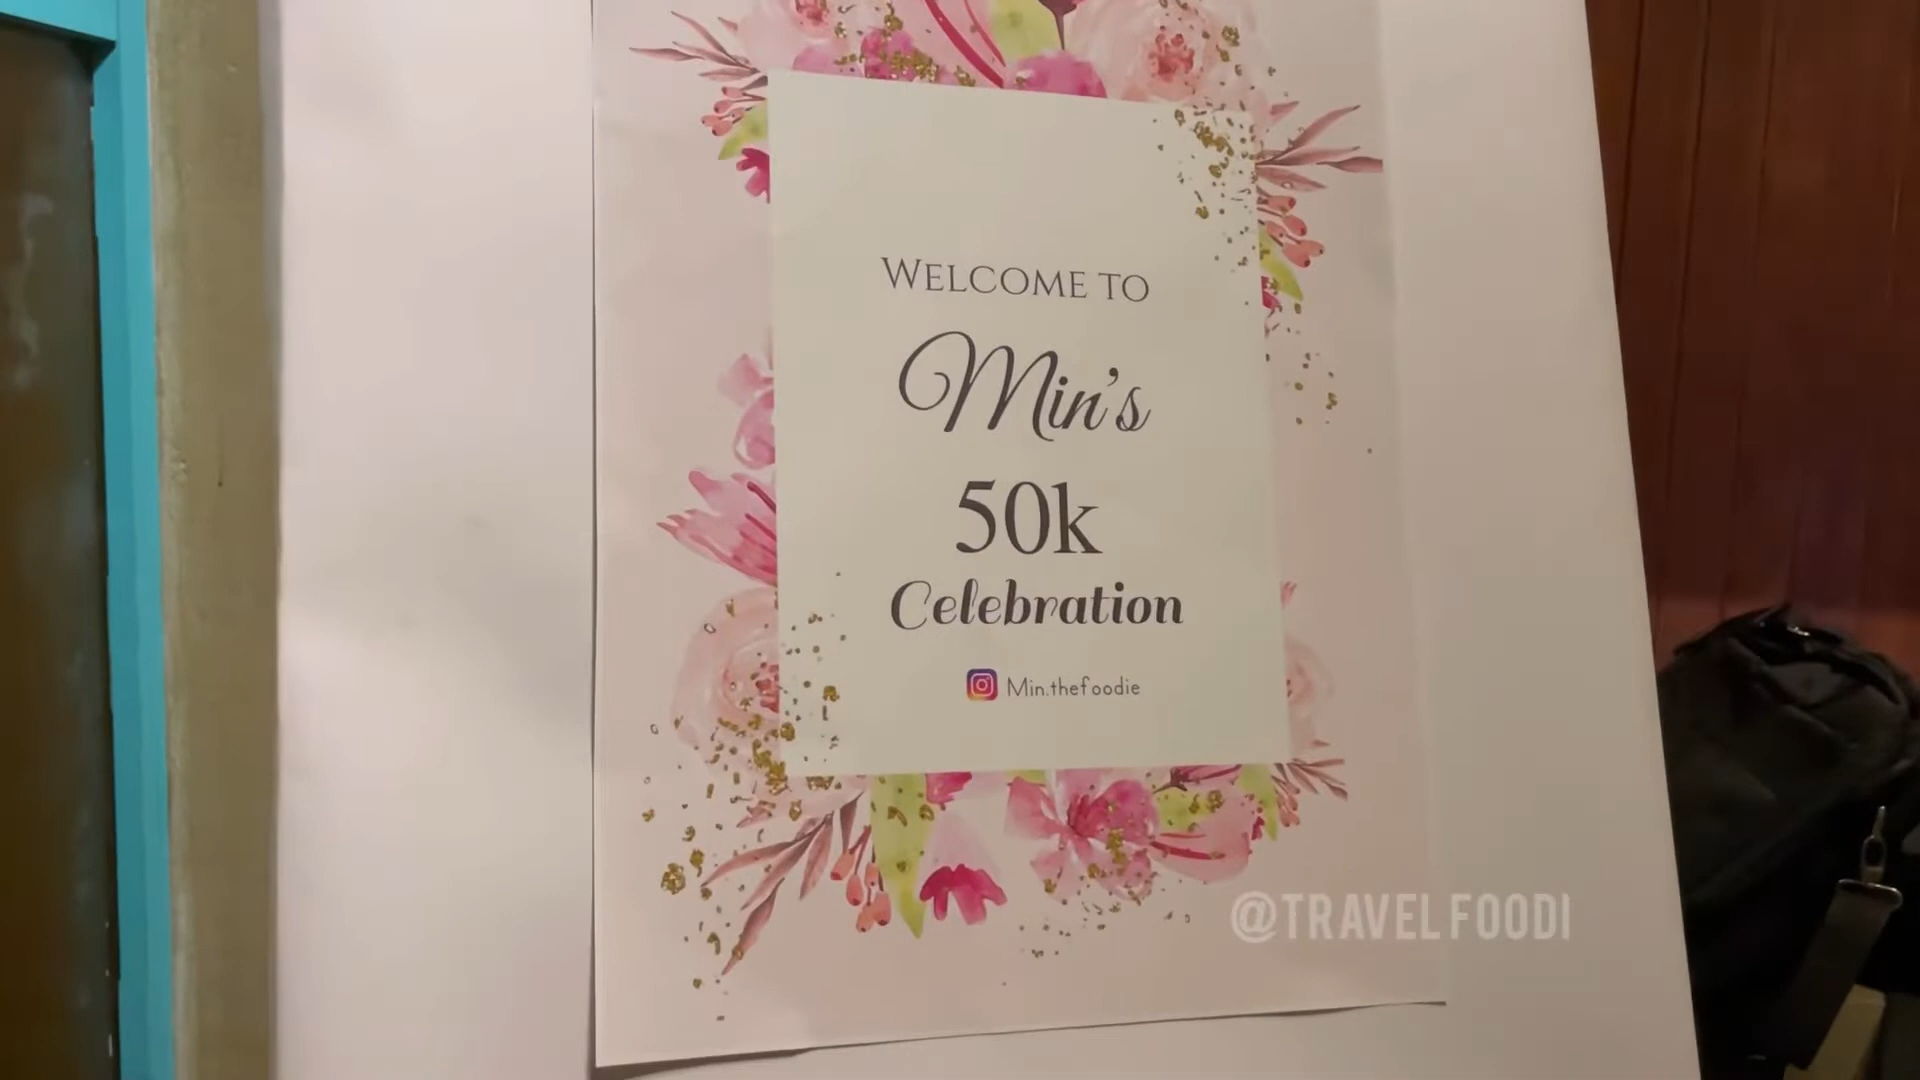 WELCOME TO
Min's
50k
Celebration
Min.thefoodie
@TRAVEL FOODI